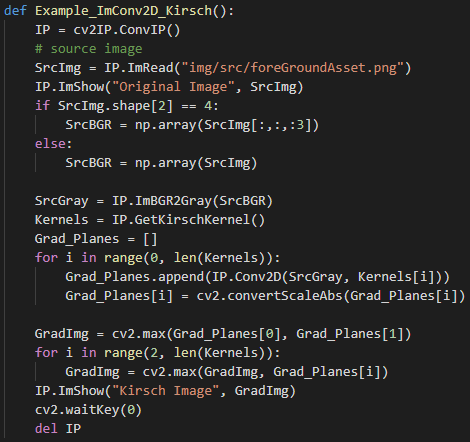 def Example_ImConv2D_Kirsch():
    IP = cv2IP.ConvIP()
    # source image
    SrcImg = IP.ImRead("img/src/foreGroundAsset.png")
    IP.ImShow("Original Image", SrcImg)
    if SrcImg.shape[2] == 4:
        SrcBGR = np.array(SrcImg[:,:,:3])
    else:
        SrcBGR = np.array(SrcImg)

    SrcGray = IP.ImBGR2Gray(SrcBGR)
    Kernels = IP.GetKirschKernel()
    Grad_Planes = []
    for i in range(0, len(Kernels)):
        Grad_Planes.append(IP.Conv2D(SrcGray, Kernels[i]))
        Grad_Planes[i] = cv2.convertScaleAbs(Grad_Planes[i])

    GradImg = cv2.max(Grad_Planes[0], Grad_Planes[1])
    for i in range(2, len(Kernels)):
        GradImg = cv2.max(GradImg, Grad_Planes[i])
    IP.ImShow("Kirsch Image", GradImg)
    cv2.waitKey(0)
    del IP